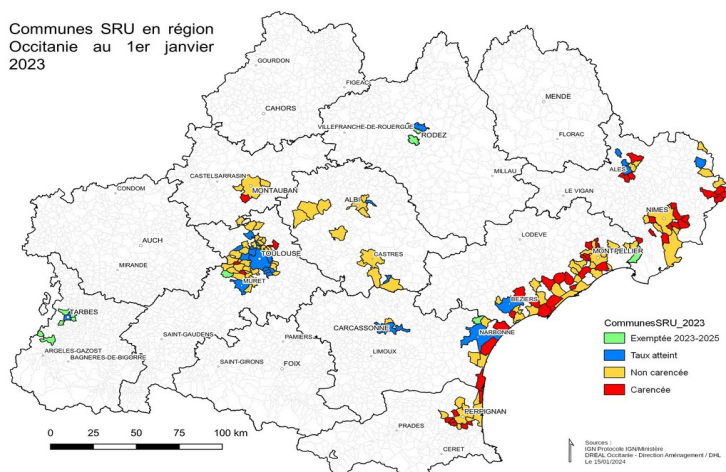 Communes SRU en région
Occitanie au 1er janvier
2023
GOURDON
FIGEAC
CAHORS
MENDE
VILLEFRANCHE-DE-ROUERGUE
RODEZ
FLORAC
CASTELSARRASIN
MONTAUBAN
MILLAU
ALES
LE VIGAN
CONDOM
ALBI
NIMES
AUCH
TOULOUSE
CASTRES
LODEVE
MONTPELLIER
MIRANDE
MURET
BEZIERS
TARBES
CARCASSONNE
NARBONNE
SAINT-GAUDENS
PAMIERS
ARGELES-GAZOST
BAGNERES-DE-BIGORRE
SAINT-GIRONS
FOIX
LIMOUX
PERPIGNAN
PRADES
CERET
CommunesSRU_2023
Exemptée 2023-2025
Taux atteint
Non carencée
Carencée
0 25 50 75 100 km
Sources :
IGN Protocole IGN/Ministère
DREAL Occitanie - Direction Aménagement / DHL
Le 15/01/2024